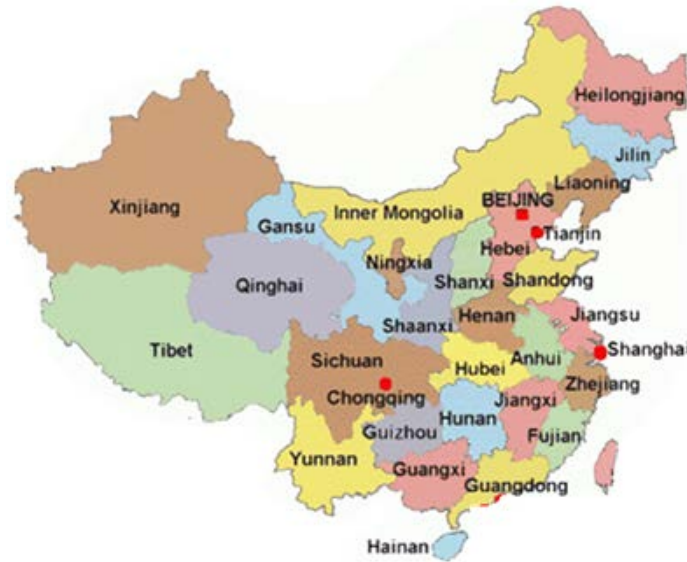 Heilongjiang
Jilin
Liaoning
BEIJING
Xinjiang
Inner Mongolia
Gansu
Tianjin
Hebei
Ningxia
Shanxi
Shandong
Qinghai
Henan
Jiangsu
Shaanxi
Tibet
Shanghai
Sichuan
Anhui
Hubei
Zhejiang
Chongqing
Jiangxi
Hunan
Guizhou
Fujian
Yunnan
Guangxi
Guangdong
Hainan